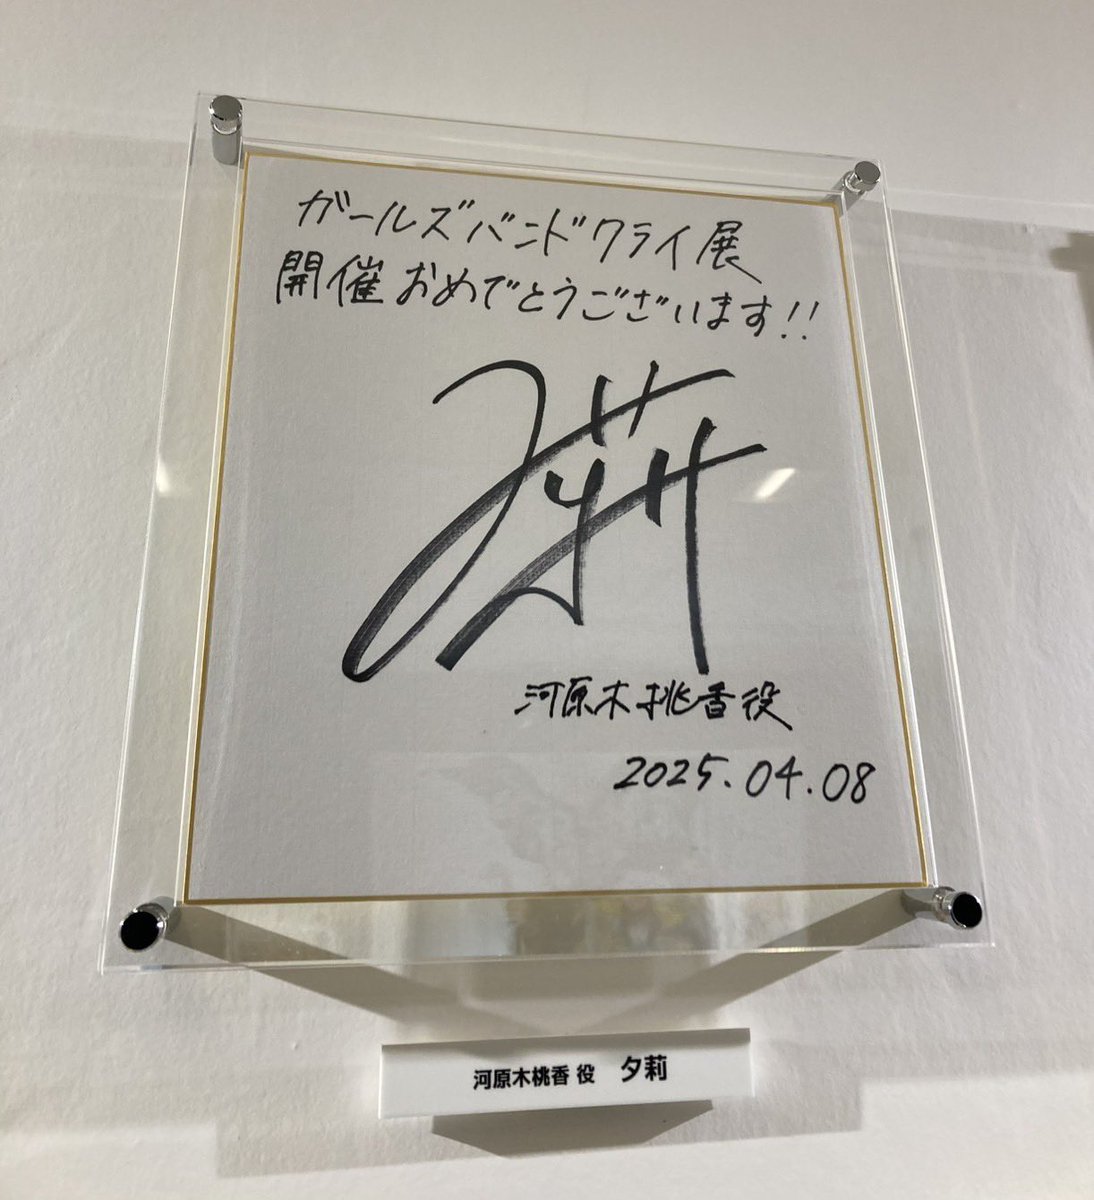 ガールズバンドクライ展
開催おめでとうございます!!
夕莉
河原木桃香役
2025.04.08
河原木桃香 役 夕莉